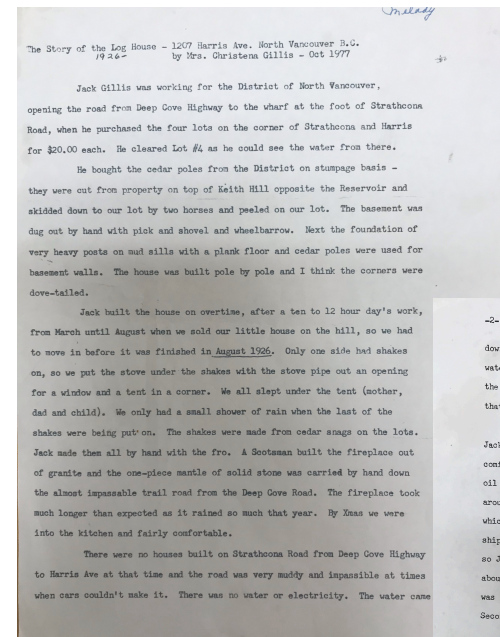 Melody
The Story of the Log House - 1207 Harris Ave. North Vancouver B.C.
1926- by Mrs. Christena Gillis - Oct 1977
Jack Gillis was working for the District of North Vancouver,
opening the road from Deep Cove Highway to the wharf at the foot of Strathcona
Road, when he purchased the four lots on the corner of Strathcona and Harris
for $20.00 each. He cleared Lot #4 as he could see the water from there.
He bought the cedar poles from the District on stumpage basis -
they were cut from property on top of Keith Hill opposite the Reservoir and
skidded down to our lot by two horses and peeled on our lot. The basement was
dug out by hand with pick and shovel and wheelbarrow. Next the foundation of
very heavy posts on mud sills with a plank floor and cedar poles were used for
basement walls. The house was built pole by pole and I think the corners were
dove-tailed.
Jack built the house on overtime, after a ten to 12 hour day's work,
from March until August when we sold our little house on the hill, so we had
to move in before it was finished in August 1926. Only one side had shakes
on, so we put the stove under the shakes with the stove pipe out an opening
for a window and a tent in a corner. We all slept under the tent (mother,
dad and child). We only had a small shower of rain when the last of the
shakes were being put on. The shakes were made from cedar snags on the lots.
Jack made them all by hand with the fro. A Scotsman built the fireplace out
of granite and the one-piece mantle of solid stone was carried by hand down
the almost impassable trail road from the Deep Cove Road. The fireplace took
much longer than expected as it rained so much that year. By Xmas we were
into the kitchen and fairly comfortable.
There were no houses built on Strathcona Road from Deep Cove Highway
to Harris Ave at that time and the road was very muddy and impassible at times
when cars couldn't make it. There was no water or electricity. The water came
-2-
dow
wate
the
tha
Jac
comf
oil
arou
whic
ship
so J
abou
was
Seco